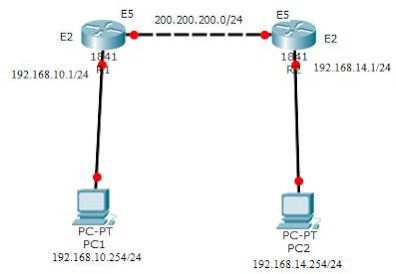 E5
200.200.200.0/24
E5
E2
E2
1841
R1
1841
R2
192.168.10.1/24
192.168.14.1/24
PC-PT
PC1
192.168.10.254/24
PC-PT
PC2
192.168.14.254/24